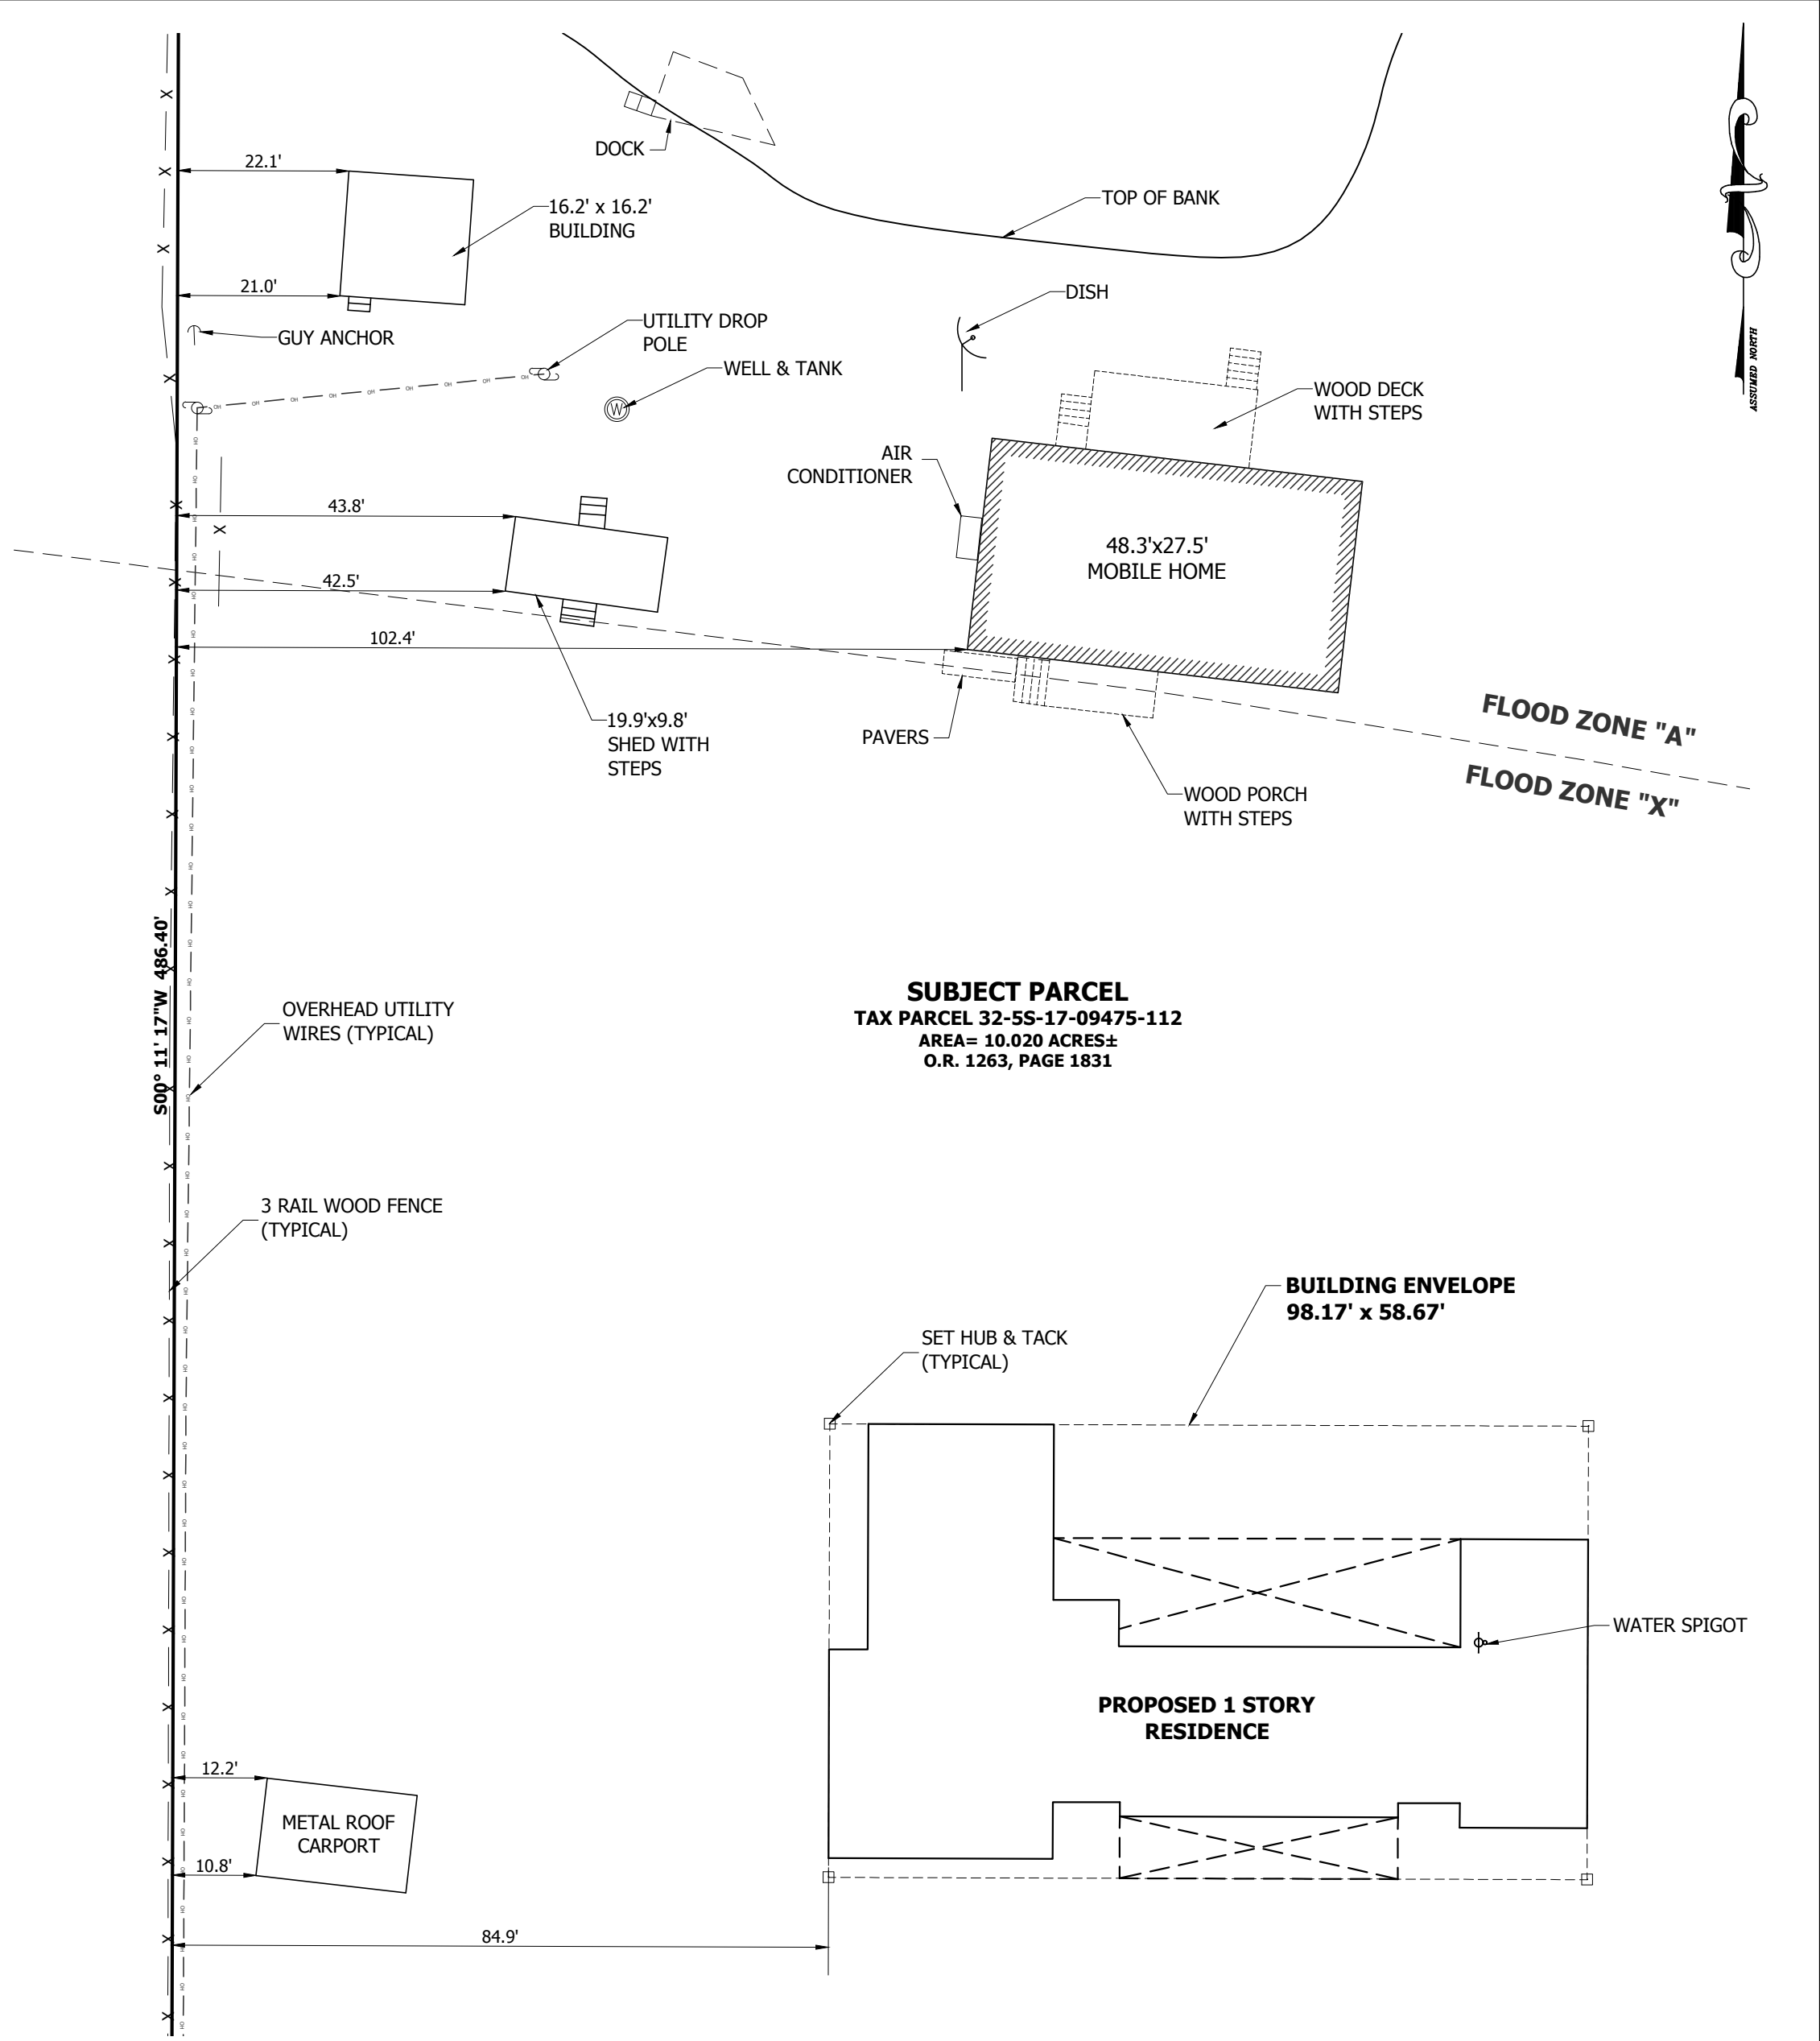 DOCK
22.1'
TOP OF BANK
16.2' x 16.2'
BUILDING
21.0'
DISH
UTILITY DROP
POLE
GUY ANCHOR
WELL & TANK
ASSUMED NORTH
WOOD DECK
WITH STEPS
W
AIR
CONDITIONER
43.8'
48.3'x27.5'
MOBILE HOME
42.5'
102.4'
FLOOD ZONE "A"
19.9'x9.8'
SHED WITH
STEPS
PAVERS
FLOOD ZONE "X"
WOOD PORCH
WITH STEPS
S00° 11' 17"W 486.40'
SUBJECT PARCEL
TAX PARCEL 32-5S-17-09475-112
AREA= 10.020 ACRES±
O.R. 1263, PAGE 1831
OVERHEAD UTILITY
WIRES (TYPICAL)
3 RAIL WOOD FENCE
(TYPICAL)
BUILDING ENVELOPE
98.17' x 58.67'
SET HUB & TACK
(TYPICAL)
WATER SPIGOT
PROPOSED 1 STORY
RESIDENCE
12.2'
METAL ROOF
CARPORT
10.8'
84.9'